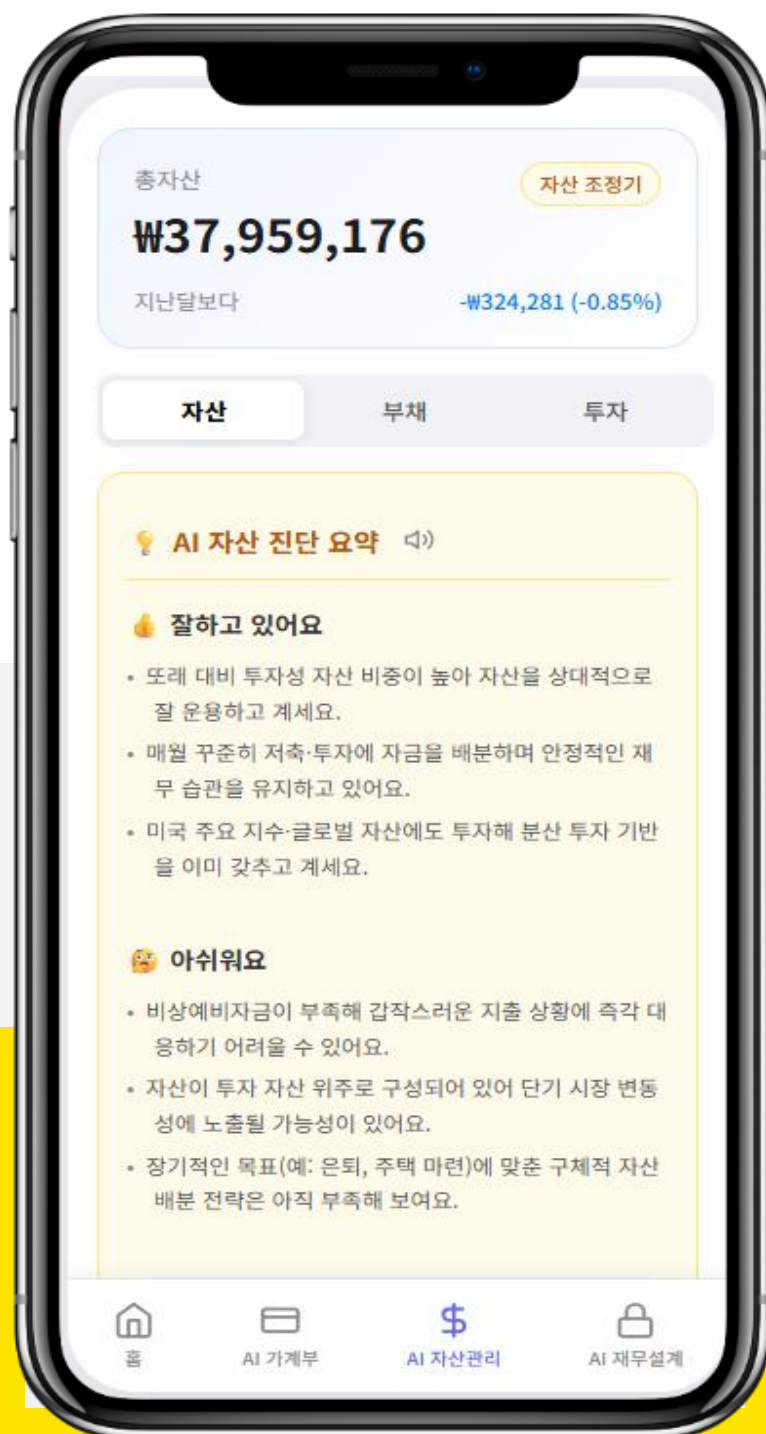 총자산
자산 조정기
₩37,959,176
지난달보다
-₩324,281 (-0.85%)
자산
부채
투자
AI 자산 진단 요약
잘하고 있어요
• 또래 대비 투자성 자산 비중이 높아 자산을 상대적으로
잘 운용하고 계세요.
• 매월 꾸준히 저축·투자에 자금을 배분하며 안정적인 재
무 습관을 유지하고 있어요.
• 미국 주요 지수·글로벌 자산에도 투자해 분산 투자 기반
을 이미 갖추고 계세요.
아쉬워요
• 비상예비자금이 부족해 갑작스러운 지출 상황에 즉각 대
응하기 어려울 수 있어요.
• 자산이 투자 자산 위주로 구성되어 있어 단기 시장 변동
성에 노출될 가능성이 있어요.
• 장기적인 목표(예: 은퇴, 주택 마련)에 맞춘 구체적 자산
배분 전략은 아직 부족해 보여요.
홈
AI 가계부
AI 자산관리
AI 재무설계